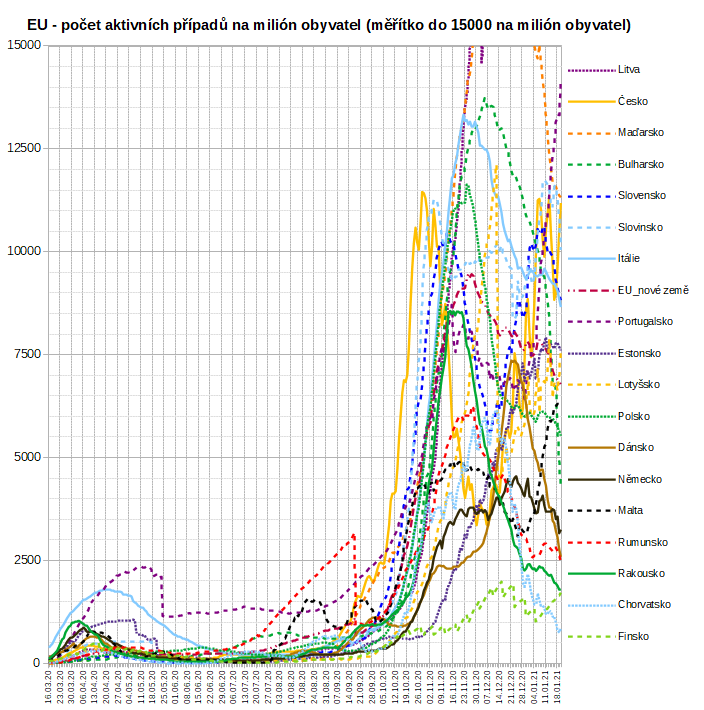 EU - počet aktivních případů na milión obyvatel (měřítko do 15000 na milión obyvatel)
15000
12500
10000
7500
5000
2500
0
16.03.20
23.03.20
30.03.20
06.04.20
13.04.20
20.04.20
27.04.20
04.05.20
11.05.20
18.05.20
25.05.20
01.06.20
08.06.20
15.06.20
22.06.20
29.06.20
06.07.20
13.07.20
20.07.20
27.07.20
03.08.20
10.08.20
17.08.20
24.08.20
31.08.20
07.09.20
14.09.20
21.09.20
28.09.20
05.10.20
12.10.20
19.10.20
26.10.20
02.11.20
09.11.20
16.11.20
23.11.20
30.11.20
07.12.20
14.12.20
21.12.20
28.12.20
04.01.21
11.01.21
18.01.21
Litva
Česko
Maďarsko
Bulharsko
Slovensko
Slovinsko
Itálie
EU_nové země
Portugalsko
Estonsko
Lotyšsko
Polsko
Dánsko
Německo
Malta
Rumunsko
Rakousko
Chorvatsko
Finsko